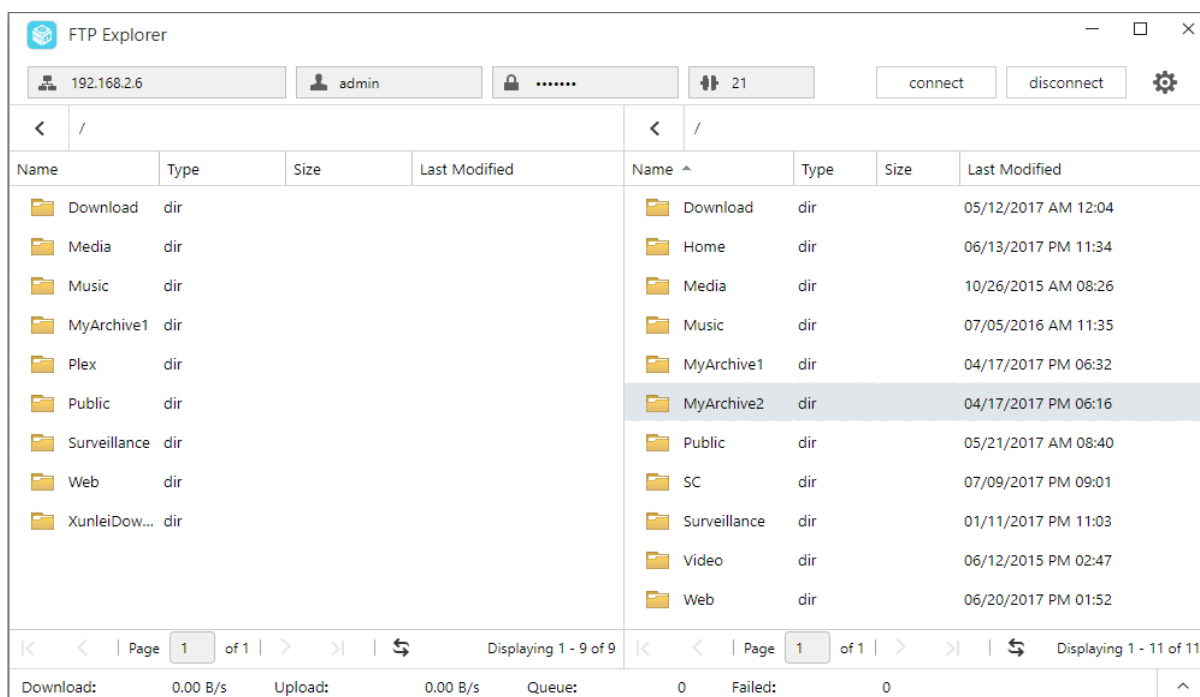 FTP Explorer
192.168.2.6 admin ••••••• 21 connect disconnect
/ /
Name Type Size Last Modified
Download dir
Media dir
Music dir
MyArchive1 dir
Plex dir
Public dir
Surveillance dir
Web dir
XunleiDow... dir
Page 1 of 1 Displaying 1 - 9 of 9
Name Type Size Last Modified
Download dir 05/12/2017 AM 12:04
Home dir 06/13/2017 PM 11:34
Media dir 10/26/2015 AM 08:26
Music dir 07/05/2016 AM 11:35
MyArchive1 dir 04/17/2017 PM 06:32
MyArchive2 dir 04/17/2017 PM 06:16
Public dir 05/21/2017 AM 08:40
SC dir 07/09/2017 PM 09:01
Surveillance dir 01/11/2017 PM 11:03
Video dir 06/12/2015 PM 02:47
Web dir 06/20/2017 PM 01:52
Page 1 of 1 Displaying 1 - 11 of 11
Download: 0.00 B/s Upload: 0.00 B/s Queue: 0 Failed: 0